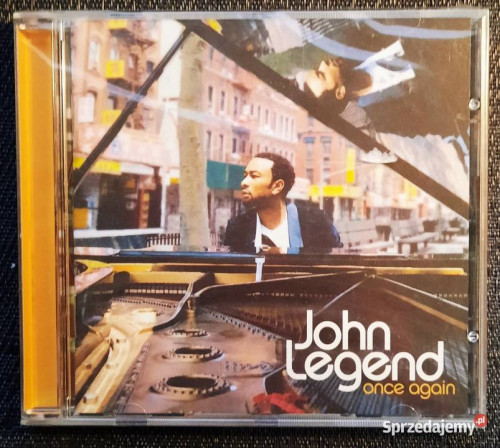 John
Legend
once again
Sprzedajemy.pl